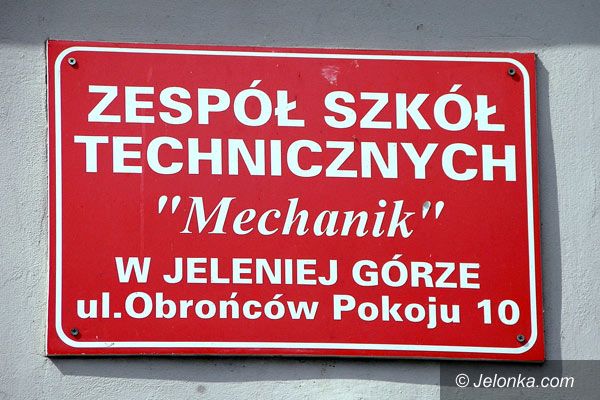 ZESPÓŁ SZKÓŁ
TECHNICZNYCH
"Mechanik"
W JELENIEJ GÓRZE
ul.Obrońców Pokoju 10
© Jelonka.com